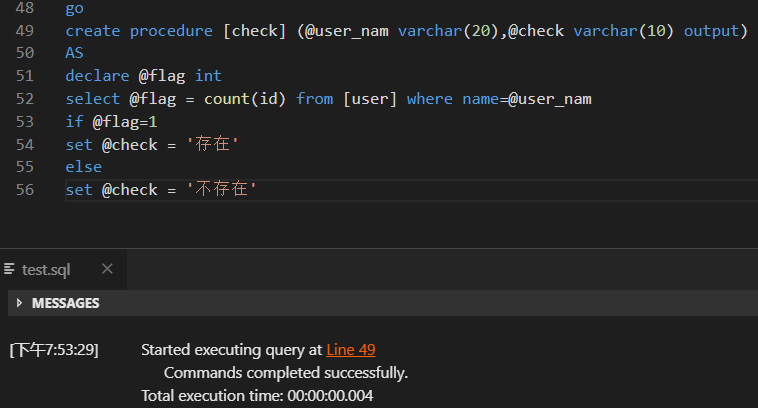 48 go
49 create procedure [check] (@user_nam varchar(20),@check varchar(10) output)
50 AS
51 declare @flag int
52 select @flag = count(id) from [user] where name=@user_nam
53 if @flag=1
54 set @check = '存在'
55 else
56 set @check = '不存在'
test.sql
MESSAGES
[下午7:53:29] Started executing query at Line 49
Commands completed successfully.
Total execution time: 00:00:00.004